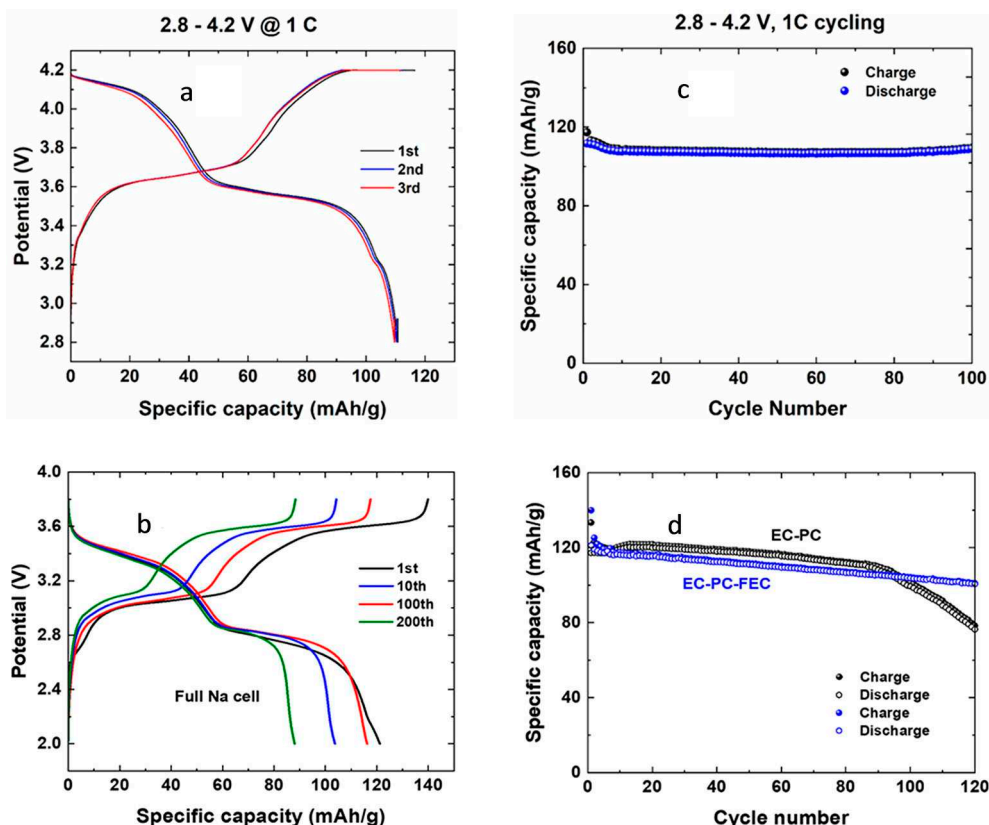 2.8 - 4.2 V @ 1 C
4.2
3.9
3.6
3.3
3.0
2.8
Potential (V)
a
1st
2nd
3rd
0 20 40 60 80 100 120
Specific capacity (mAh/g)
2.8 - 4.2 V, 1C cycling
160
120
80
40
0
Specific capacity (mAh/g)
c
Charge
Discharge
0 20 40 60 80 100
Cycle Number
4.0
3.6
3.2
2.8
2.4
2.0
Potential (V)
b
1st
10th
100th
200th
Full Na cell
0 20 40 60 80 100 120 140
Specific capacity (mAh/g)
160
120
80
40
0
Specific capacity (mAh/g)
d
EC-PC
EC-PC-FEC
Charge
Discharge
Charge
Discharge
0 20 40 60 80 100 120
Cycle number